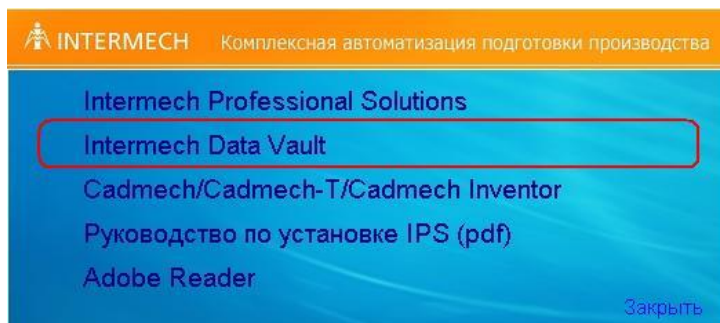 INTERMECH Комплексная автоматизация подготовки производства
Intermech Professional Solutions
Intermech Data Vault
Cadmech/Cadmech-T/Cadmech Inventor
Руководство по установке IPS (pdf)
Adobe Reader
Закрыть